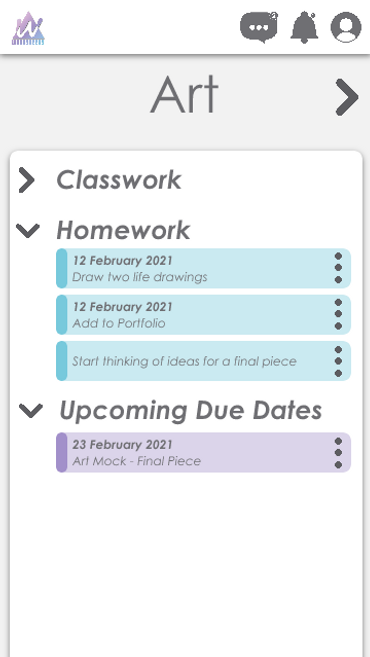 Art
Classwork
Homework
12 February 2021
Draw two life drawings
12 February 2021
Add to Portfolio
Start thinking of ideas for a final piece
Upcoming Due Dates
23 February 2021
Art Mock - Final Piece